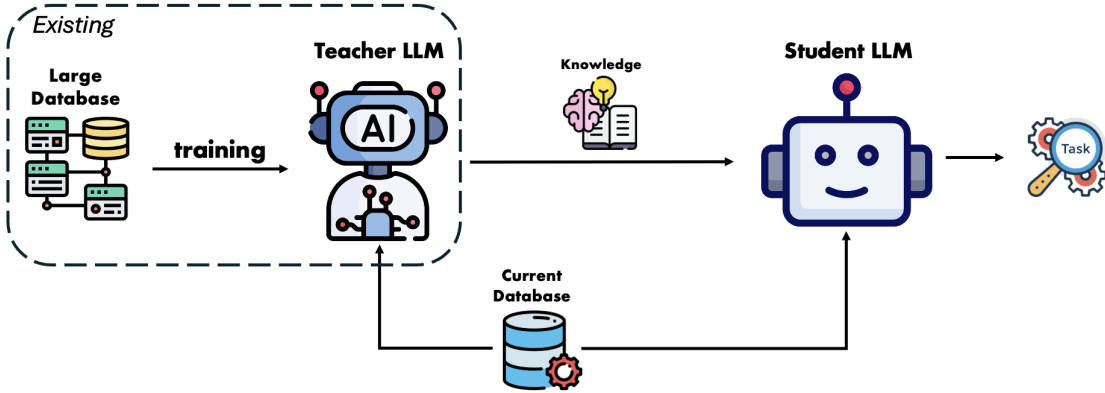 Existing
Teacher LLM
Student LLM
Knowledge
Large
Database
AI
training
Task
Current
Database